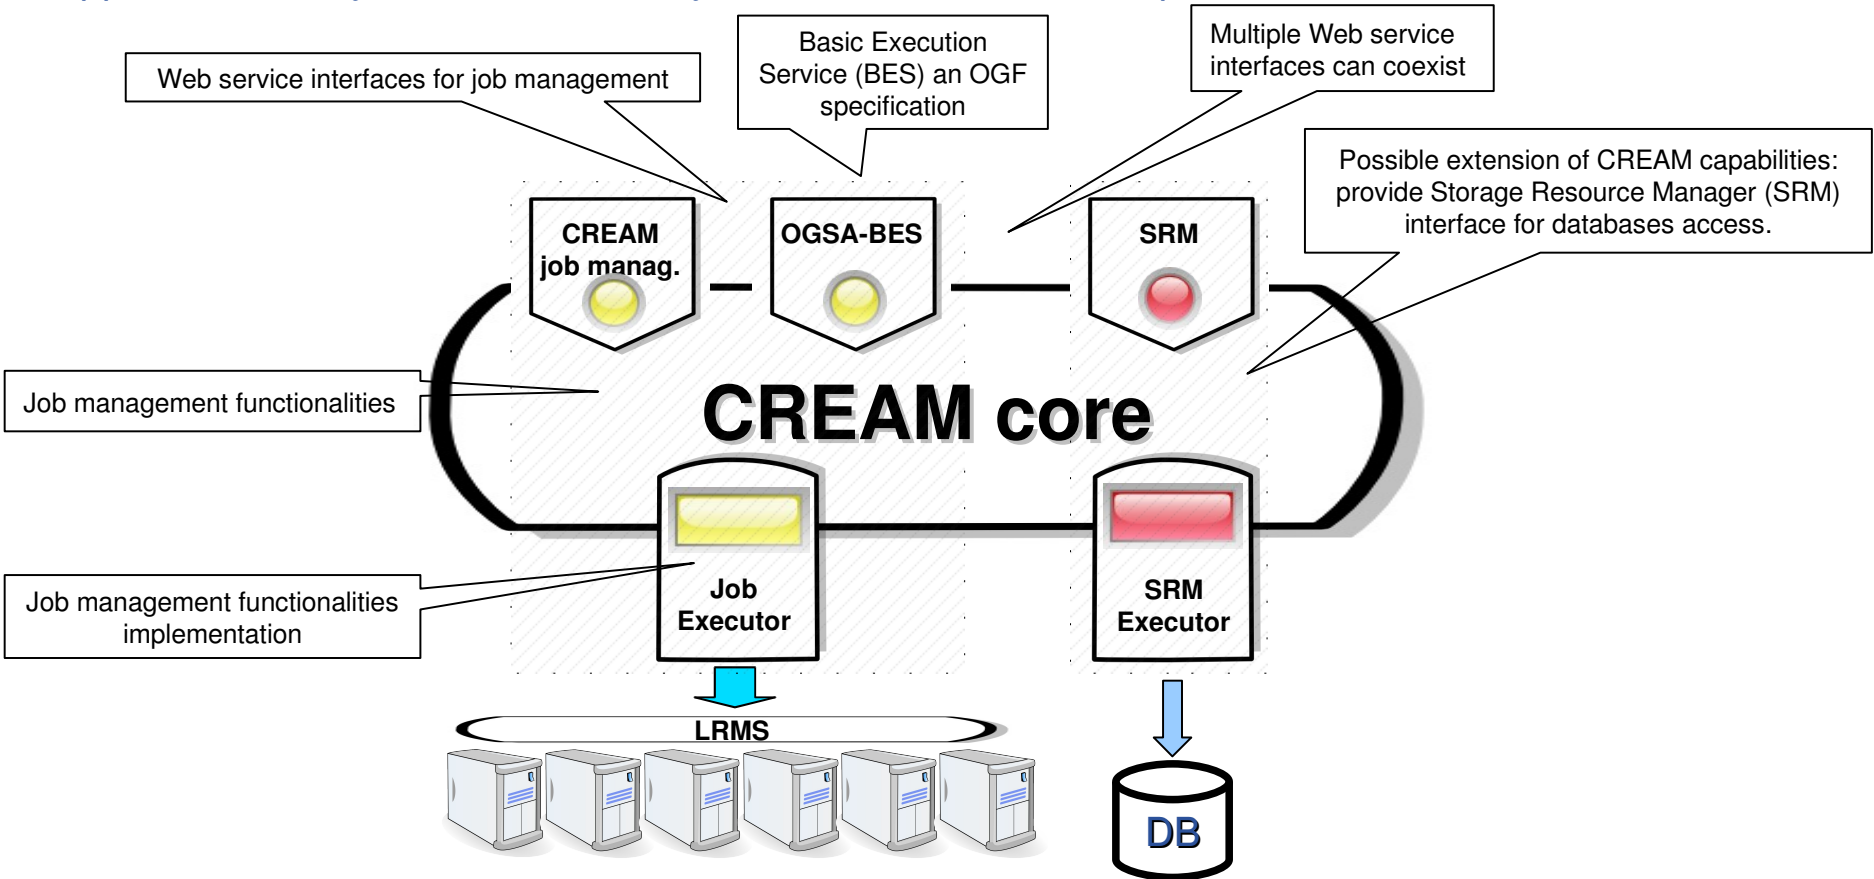 Web service interfaces for job management
Basic Execution
Service (BES) an OGF
specification
Multiple Web service
interfaces can coexist
Possible extension of CREAM capabilities:
provide Storage Resource Manager (SRM)
interface for databases access.
CREAM
job manag.
OGSA-BES
SRM
Job management functionalities
CREAM core
Job management functionalities
implementation
Job
Executor
SRM
Executor
LRMS
DB